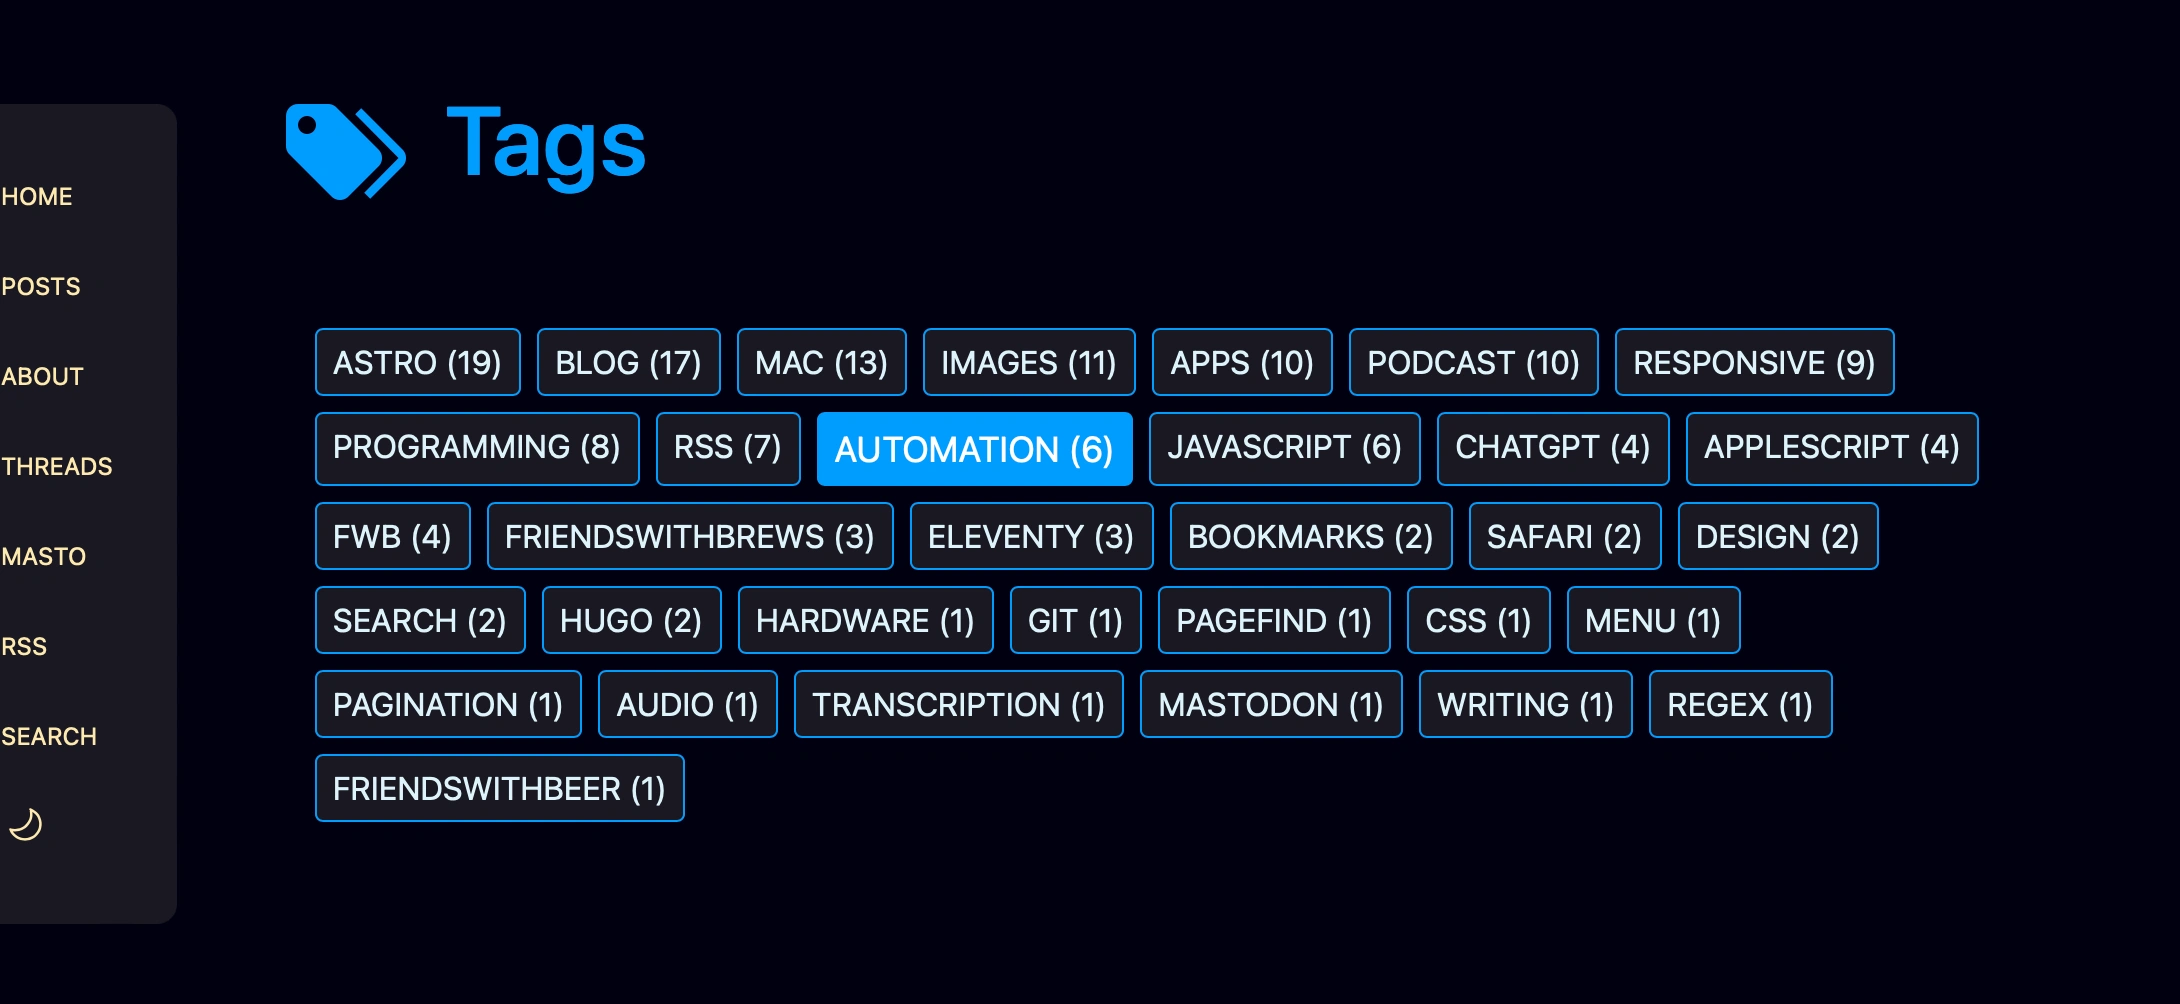 Tags
HOME
POSTS
ABOUT
THREADS
MASTO
RSS
SEARCH
ASTRO (19) BLOG (17) MAC (13) IMAGES (11) APPS (10) PODCAST (10) RESPONSIVE (9)
PROGRAMMING (8) RSS (7) AUTOMATION (6) JAVASCRIPT (6) CHATGPT (4) APPLESCRIPT (4)
FWB (4) FRIENDSWITHBREWS (3) ELEVENTY (3) BOOKMARKS (2) SAFARI (2) DESIGN (2)
SEARCH (2) HUGO (2) HARDWARE (1) GIT (1) PAGEFIND (1) CSS (1) MENU (1)
PAGINATION (1) AUDIO (1) TRANSCRIPTION (1) MASTODON (1) WRITING (1) REGEX (1)
FRIENDSWITHBEER (1)